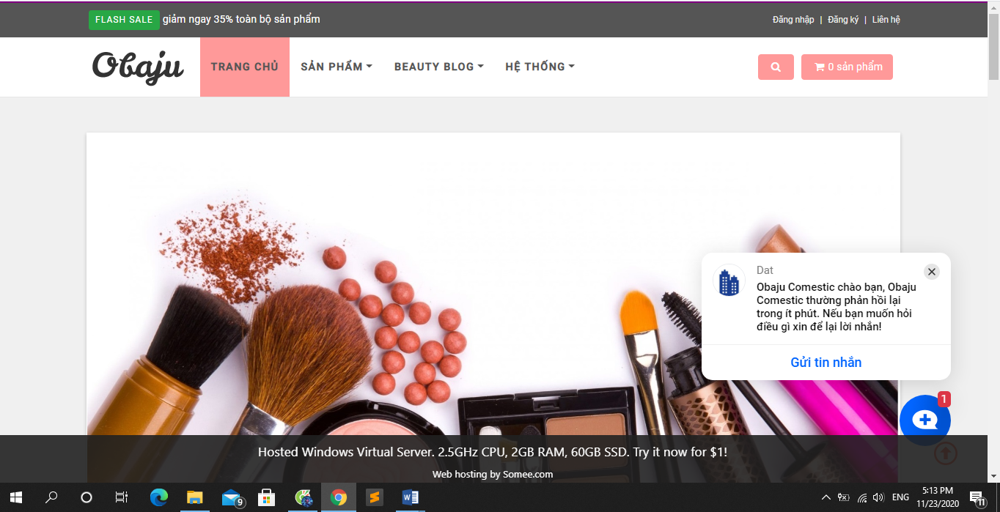 FLASH SALE giảm ngay 35% toàn bộ sản phẩm
Đăng nhập | Đăng ký | Liên hệ
Obaju
TRANG CHỦ SẢN PHẨM BEAUTY BLOG HỆ THỐNG
0 sản phẩm
Dat
Obaju Comestic chào bạn, Obaju
Comestic thường phản hồi lại
trong ít phút. Nếu bạn muốn hỏi
điều gì xin để lại lời nhắn!
Gửi tin nhắn
1
Hosted Windows Virtual Server. 2.5GHz CPU, 2GB RAM, 60GB SSD. Try it now for $1!
Web hosting by Somee.com
9
W
ENG
5:13 PM
11/23/2020
11